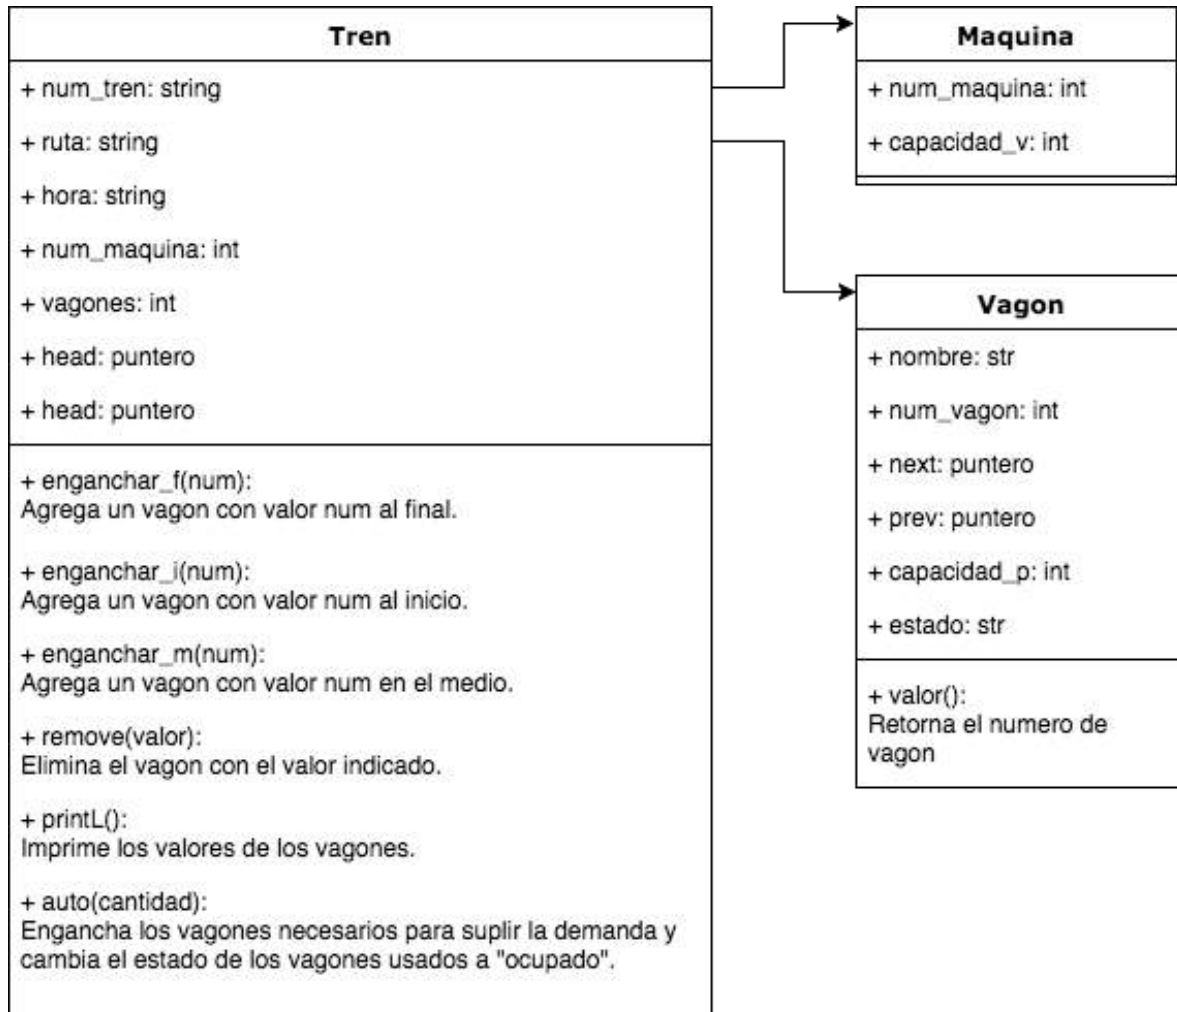 Tren
+ num_tren: string
+ ruta: string
+ hora: string
+ num_maquina: int
+ vagones: int
+ head: puntero
+ head: puntero
+ enganchar_f(num):
Agrega un vagon con valor num al final.
+ enganchar_i(num):
Agrega un vagon con valor num al inicio.
+ enganchar_m(num):
Agrega un vagon con valor num en el medio.
+ remove(valor):
Elimina el vagon con el valor indicado.
+ printL():
Imprime los valores de los vagones.
+ auto(cantidad):
Engancha los vagones necesarios para suplir la demanda y
cambia el estado de los vagones usados a "ocupado".
Maquina
+ num_maquina: int
+ capacidad_v: int
Vagon
+ nombre: str
+ num_vagon: int
+ next: puntero
+ prev: puntero
+ capacidad_p: int
+ estado: str
+ valor():
Retorna el numero de
vagon